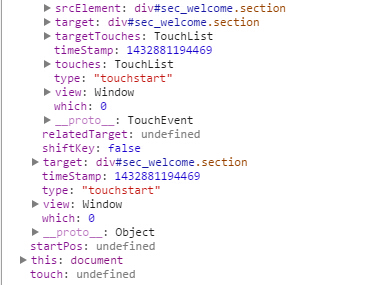 srcElement: div#sec_welcome.section
target: div#sec_welcome.section
targetTouches: TouchList
timeStamp: 1432881194469
touches: TouchList
type: "touchstart"
view: Window
which: 0
__proto__: TouchEvent
relatedTarget: undefined
shiftKey: false
target: div#sec_welcome.section
timeStamp: 1432881194469
type: "touchstart"
view: Window
which: 0
__proto__: Object
startPos: undefined
this: document
touch: undefined